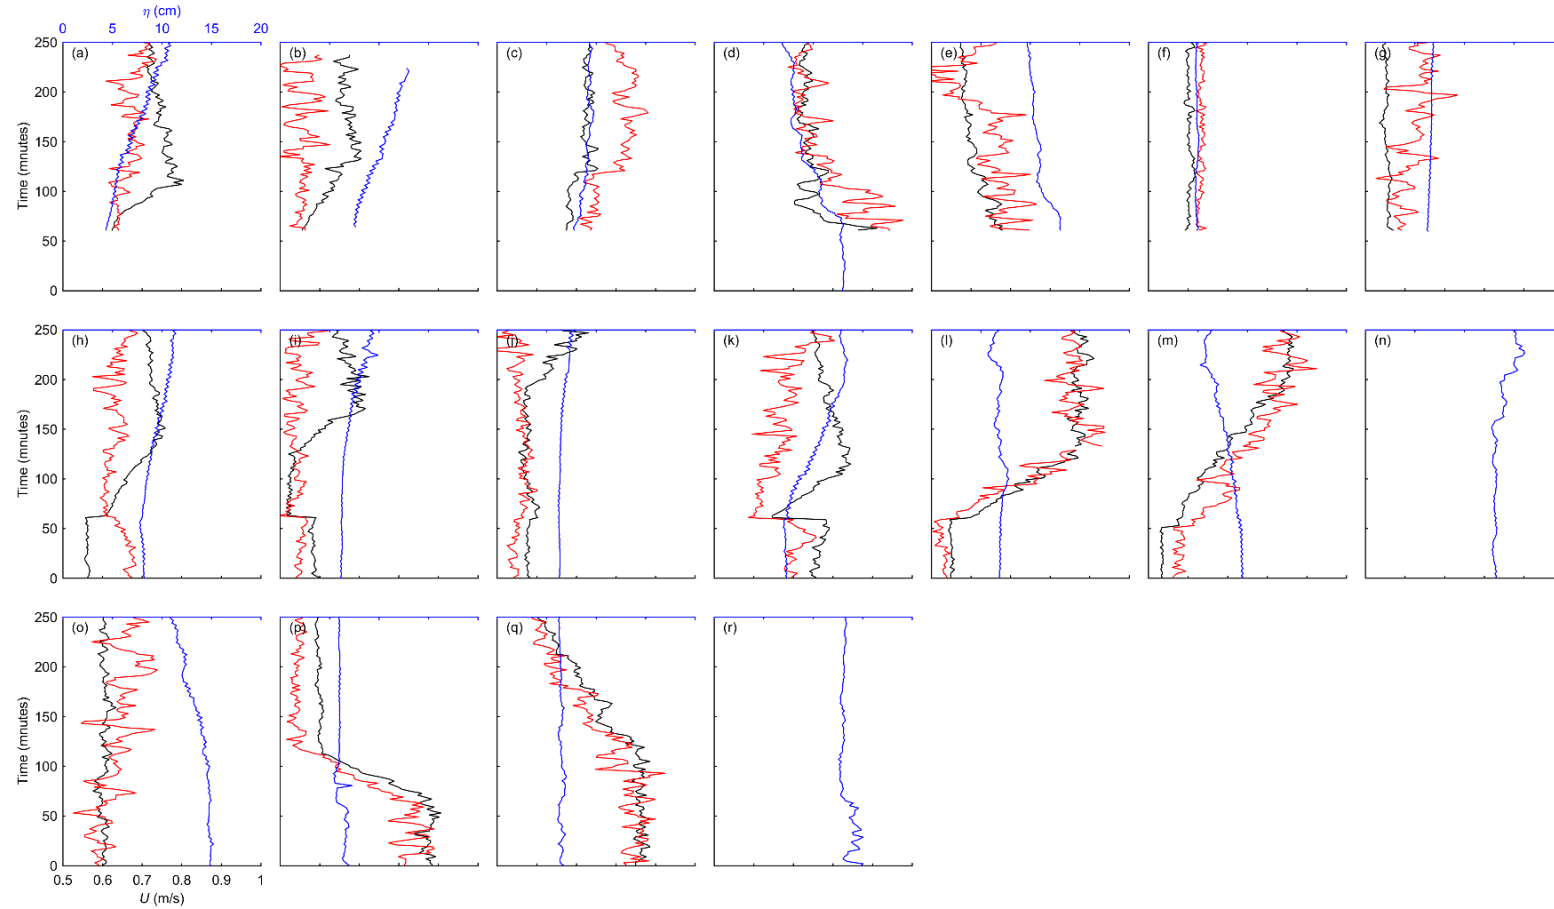 η (cm)
0 5 10 15 20
250 (a) (b) (c) (d) (e) (f) (g)
200
150
100
50
0
Time (mnutes)
250 (h) (i) (j) (k) (l) (m) (n)
200
150
100
50
0
Time (mnutes)
250 (o) (p) (q) (r)
200
150
100
50
0
Time (mnutes)
0.5 0.6 0.7 0.8 0.9 1
U (m/s)